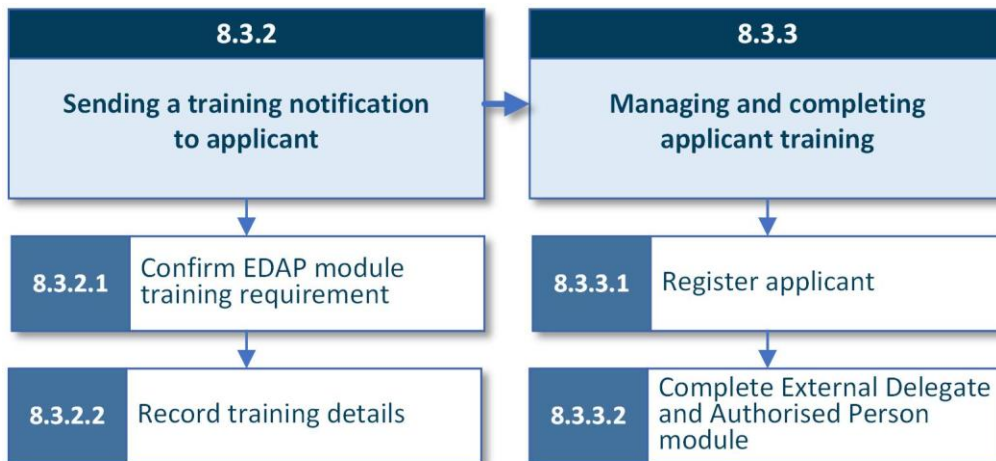 8.3.2
Sending a training notification
to applicant
8.3.2.1
Confirm EDAP module
training requirement
8.3.2.2
Record training details
8.3.3
Managing and completing
applicant training
8.3.3.1
Register applicant
8.3.3.2
Complete External Delegate
and Authorised Person
module